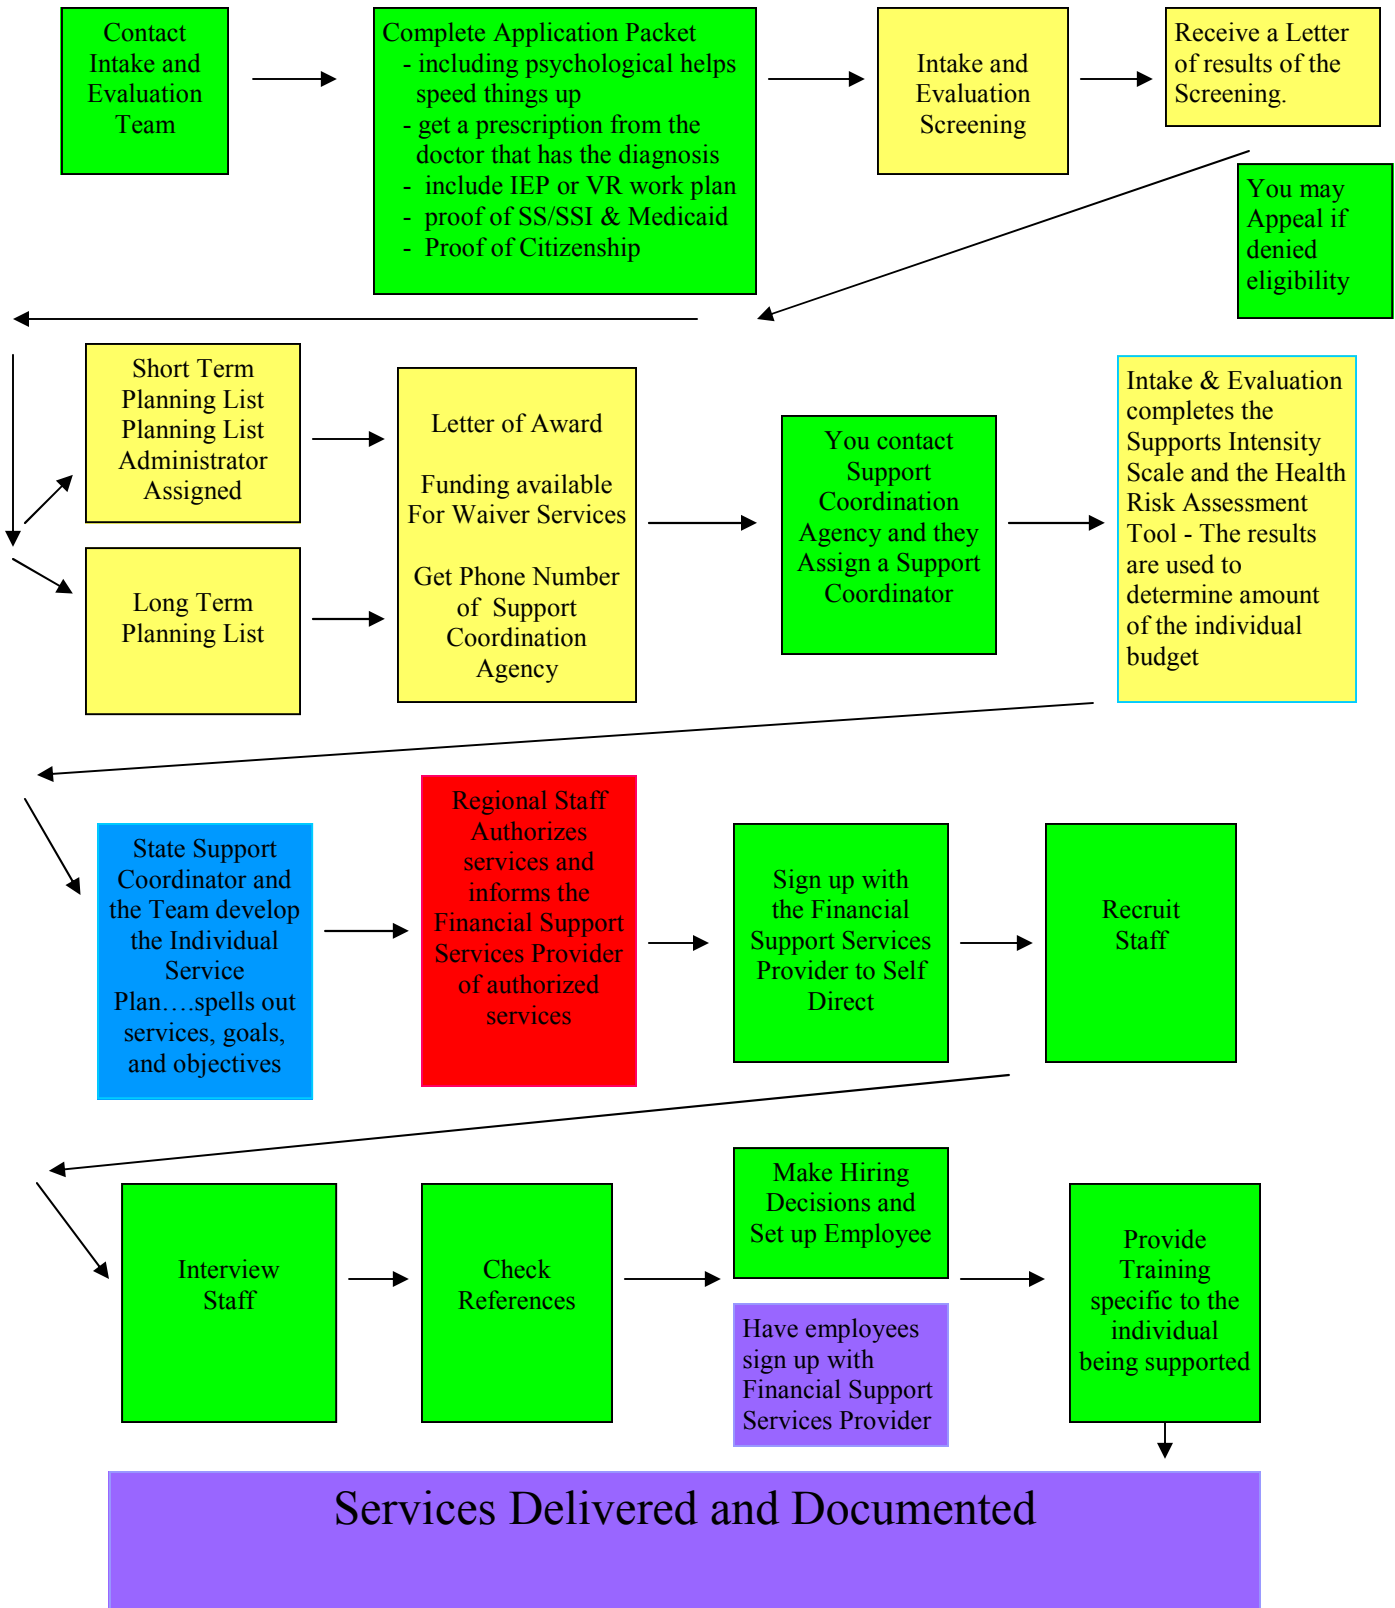 Contact
Intake and
Evaluation
Team
Complete Application Packet
- including psychological helps
speed things up
- get a prescription from the
doctor that has the diagnosis
- include IEP or VR work plan
- proof of SS/SSI & Medicaid
- Proof of Citizenship
Intake and
Evaluation
Screening
Receive a Letter
of results of the
Screening.
You may
Appeal if
denied
eligibility
Short Term
Planning List
Planning List
Administrator
Assigned
Long Term
Planning List
Letter of Award
Funding available
For Waiver Services
Get Phone Number
of Support
Coordination
Agency
You contact
Support
Coordination
Agency and they
Assign a Support
Coordinator
Intake & Evaluation
completes the
Supports Intensity
Scale and the Health
Risk Assessment
Tool - The results
are used to
determine amount
of the individual
budget
State Support
Coordinator and
the Team develop
the Individual
Service
Plan….spells out
services, goals,
and objectives
Regional Staff
Authorizes
services and
informs the
Financial Support
Services Provider
of authorized
services
Sign up with
the Financial
Support Services
Provider to Self
Direct
Recruit
Staff
Interview
Staff
Check
References
Make Hiring
Decisions and
Set up Employee
Have employees
sign up with
Financial Support
Services Provider
Provide
Training
specific to the
individual
being supported
Services Delivered and Documented